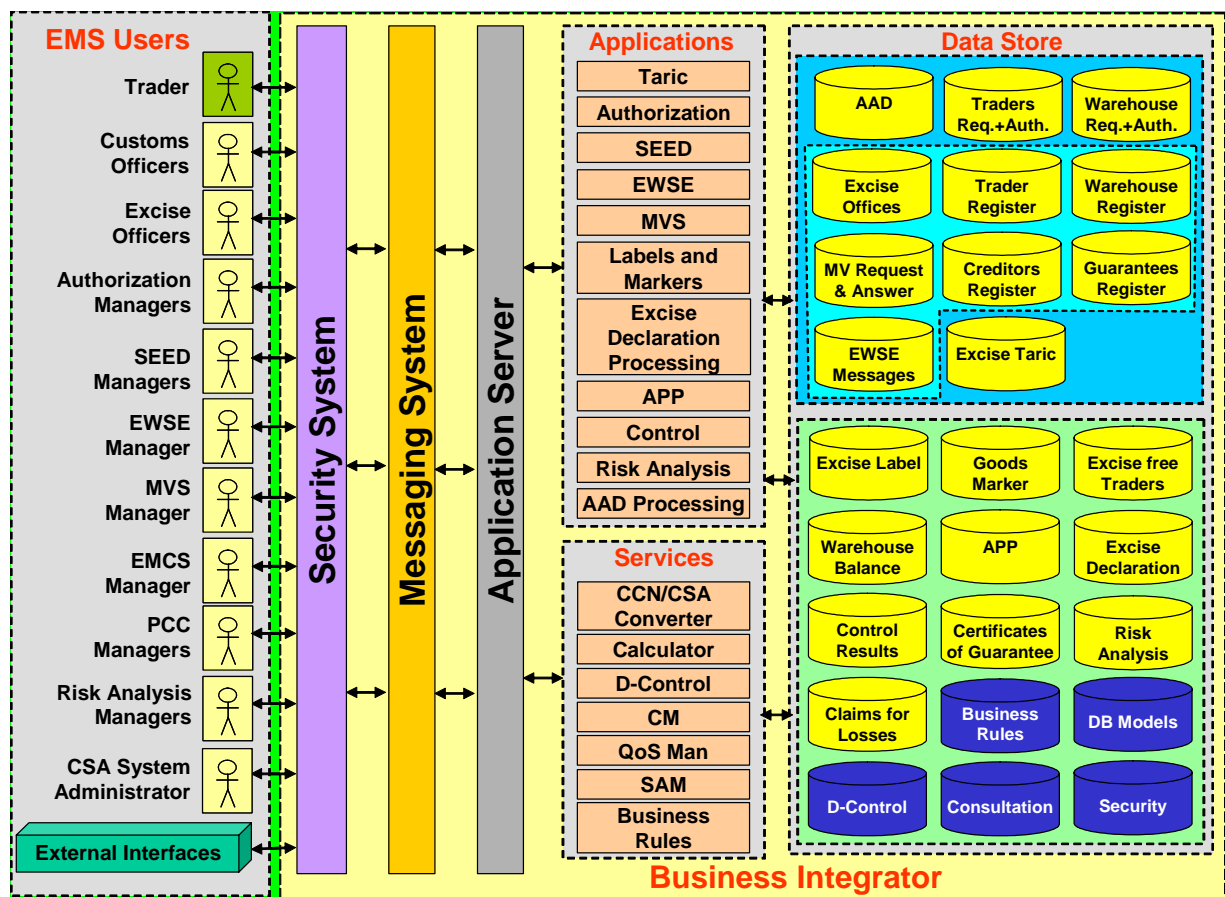 EMS Users
Trader
Customs
Officers
Excise
Officers
Authorization
Managers
SEED
Managers
EWSE
Manager
MVS
Manager
EMCS
Manager
PCC
Managers
Risk Analysis
Managers
CSA System
Administrator
External Interfaces
Security System
Messaging System
Application Server
Applications
Taric
Authorization
SEED
EWSE
MVS
Labels and
Markers
Excise
Declaration
Processing
APP
Control
Risk Analysis
AAD Processing
Services
CCN/CSA
Converter
Calculator
D-Control
CM
QoS Man
SAM
Business
Rules
Data Store
AAD
Traders
Req.+Auth.
Warehouse
Req.+Auth.
Excise
Offices
Trader
Register
Warehouse
Register
MV Request
& Answer
Creditors
Register
Guarantees
Register
EWSE
Messages
Excise Taric
Excise Label
Goods
Marker
Excise free
Traders
Warehouse
Balance
APP
Excise
Declaration
Control
Results
Certificates
of Guarantee
Risk
Analysis
Claims for
Losses
Business
Rules
DB Models
D-Control
Consultation
Security
Business Integrator